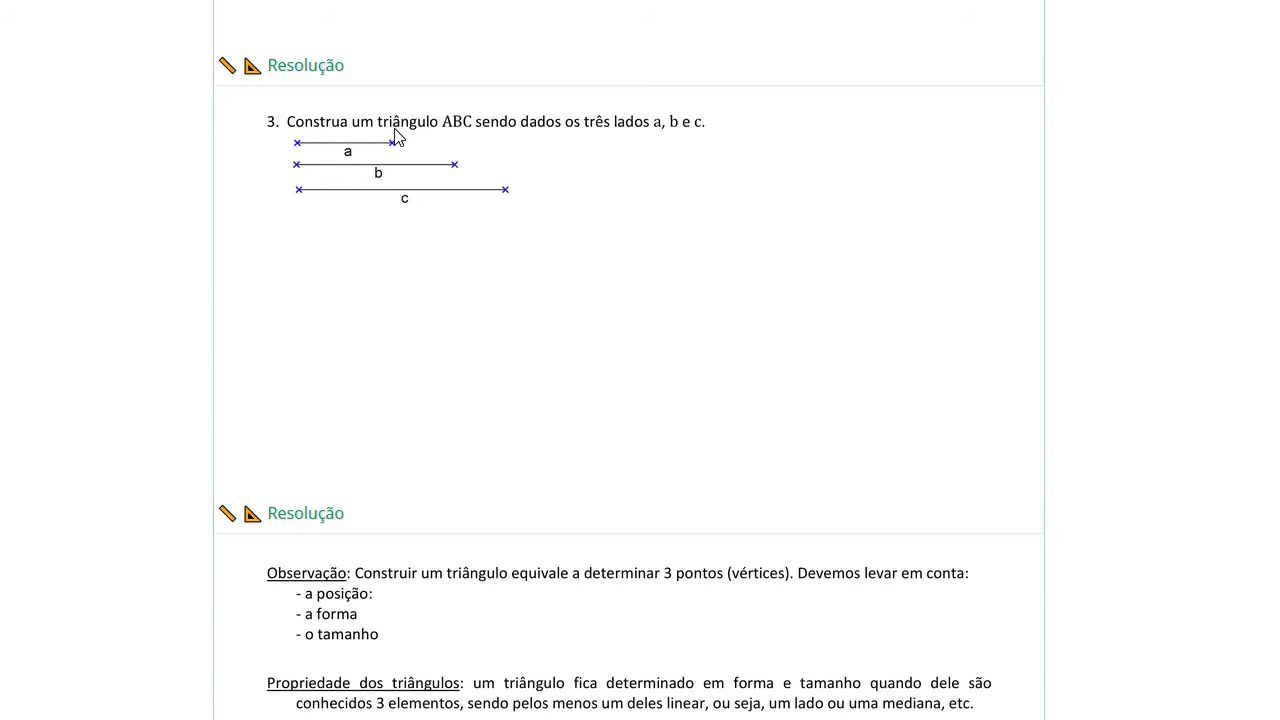 Resolução
3. Construa um triângulo ABC sendo dados os três lados a, b e c.
a
b
c
Resolução
Observação: Construir um triângulo equivale a determinar 3 pontos (vértices). Devemos levar em conta:
- a posição:
- a forma
- o tamanho
Propriedade dos triângulos: um triângulo fica determinado em forma e tamanho quando dele são
conhecidos 3 elementos, sendo pelos menos um deles linear, ou seja, um lado ou uma mediana, etc.